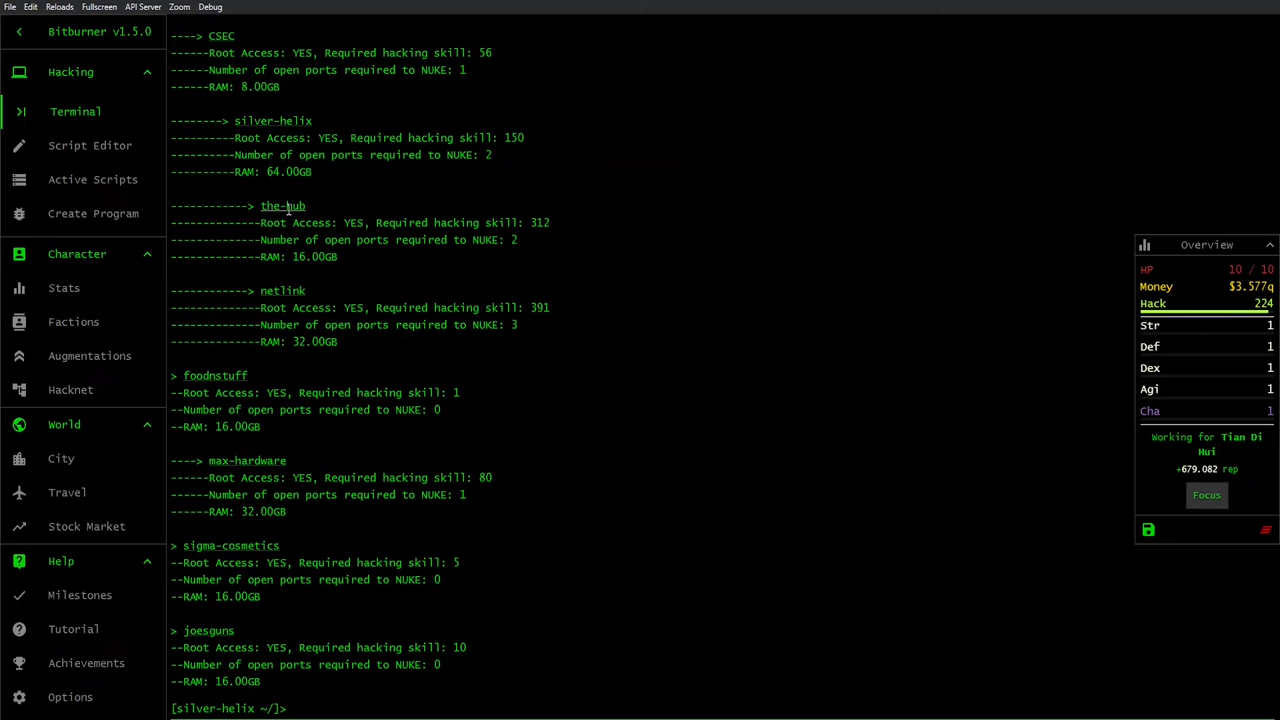 File Edit Reloads Fullscreen API Server Zoom Debug
Bitburner v1.5.0
Hacking
Terminal
Script Editor
Active Scripts
Create Program
Character
Stats
Factions
Augmentations
Hacknet
World
City
Travel
Stock Market
Help
Milestones
Tutorial
Achievements
Options
----> CSEC
------Root Access: YES, Required hacking skill: 56
------Number of open ports required to NUKE: 1
------RAM: 8.00GB
--------> silver-helix
----------Root Access: YES, Required hacking skill: 150
----------Number of open ports required to NUKE: 2
----------RAM: 64.00GB
------------> the-hub
--------------Root Access: YES, Required hacking skill: 312
--------------Number of open ports required to NUKE: 2
--------------RAM: 16.00GB
------------> netlink
--------------Root Access: YES, Required hacking skill: 391
--------------Number of open ports required to NUKE: 3
--------------RAM: 32.00GB
> foodnstuff
--Root Access: YES, Required hacking skill: 1
--Number of open ports required to NUKE: 0
--RAM: 16.00GB
----> max-hardware
------Root Access: YES, Required hacking skill: 80
------Number of open ports required to NUKE: 1
------RAM: 32.00GB
> sigma-cosmetics
--Root Access: YES, Required hacking skill: 5
--Number of open ports required to NUKE: 0
--RAM: 16.00GB
> joesguns
--Root Access: YES, Required hacking skill: 10
--Number of open ports required to NUKE: 0
--RAM: 16.00GB
[silver-helix ~/]>
Overview
HP 10 / 10
Money $3.577q
Hack 224
Str 1
Def 1
Dex 1
Agi 1
Cha 1
Working for Tian Di
Hui
+679.082 rep
Focus